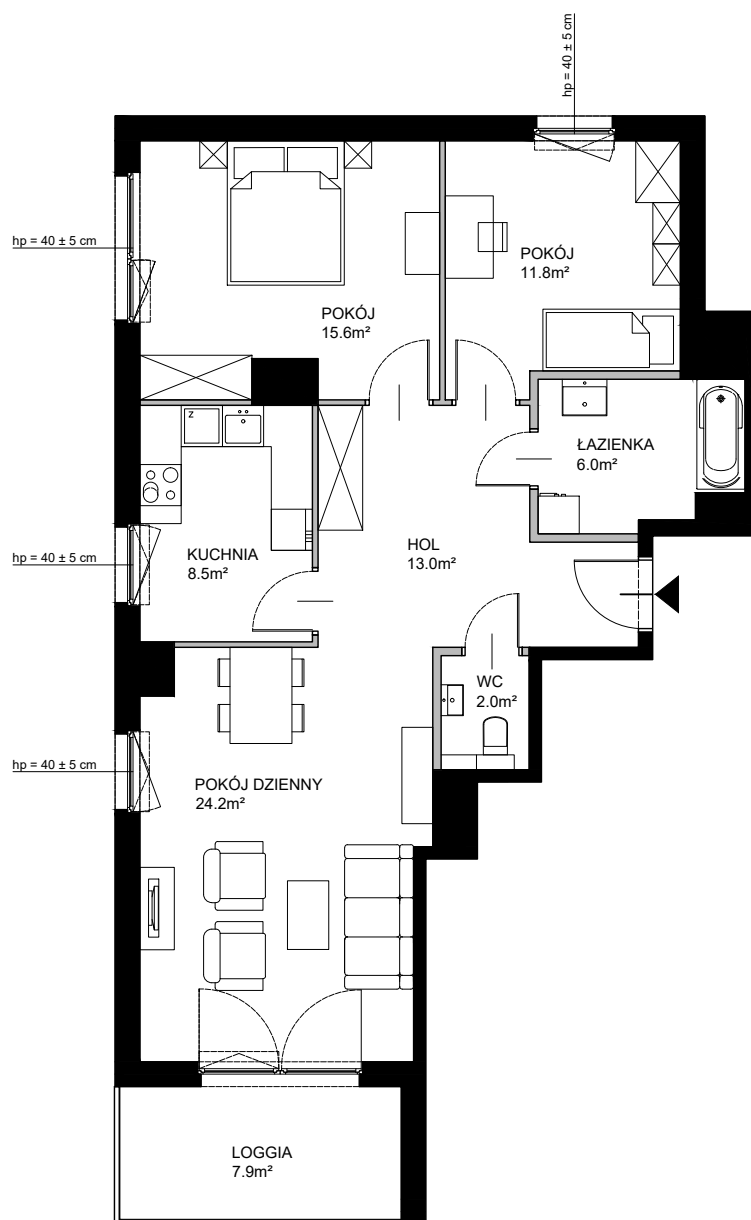 hp = 40 ± 5 cm
hp = 40 ± 5 cm
POKÓJ
11.8m²
POKÓJ
15.6m²
z
ŁAZIENKA
6.0m²
HOL
13.0m²
KUCHNIA
8.5m²
hp = 40 ± 5 cm
WC
2.0m²
hp = 40 ± 5 cm
POKÓJ DZIENNY
24.2m²
LOGGIA
7.9m²